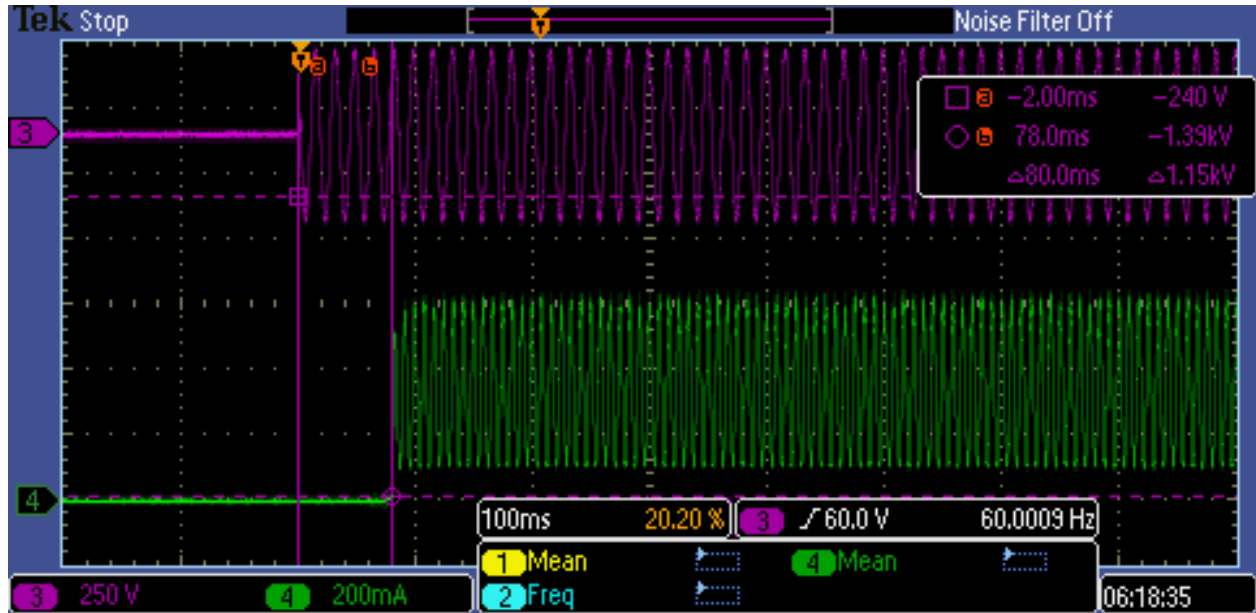 Tek Stop Noise Filter Off
T
T a b
a −2.00ms −240 V
3
b 78.0ms −1.39kV
△80.0ms △1.15kV
4
100ms 20.20 % 3 60.0 V 60.0009 Hz
1 Mean 4 Mean
3 250 V 4 200mA 2 Freq 06:18:35